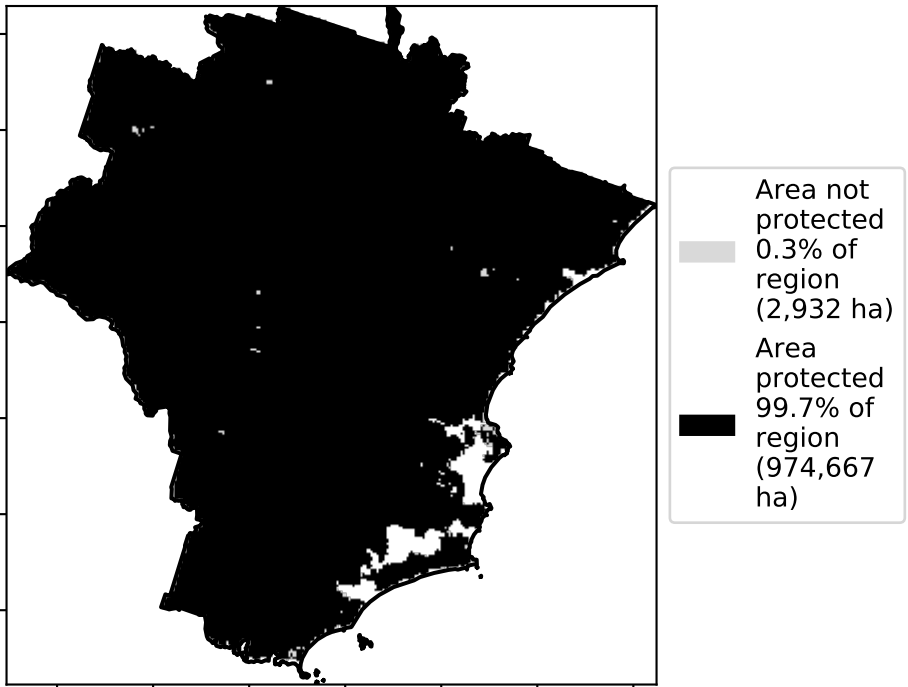 Area not
protected
0.3% of
region
(2,932 ha)
Area
protected
99.7% of
region
(974,667
ha)